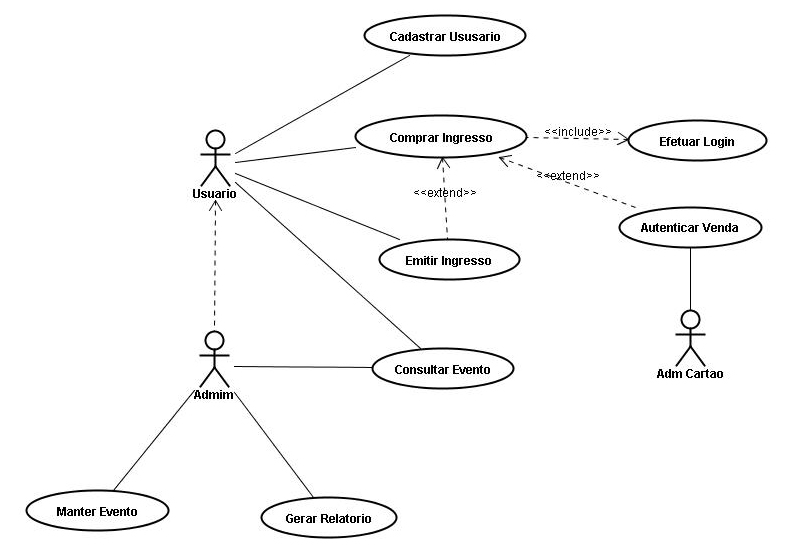 Cadastrar Ususario
Comprar Ingresso
<<include>>
Efetuar Login
Usuario
<<extend>>
<<extend>>
Autenticar Venda
Emitir Ingresso
Consultar Evento
Adm Cartao
Admim
Manter Evento
Gerar Relatorio